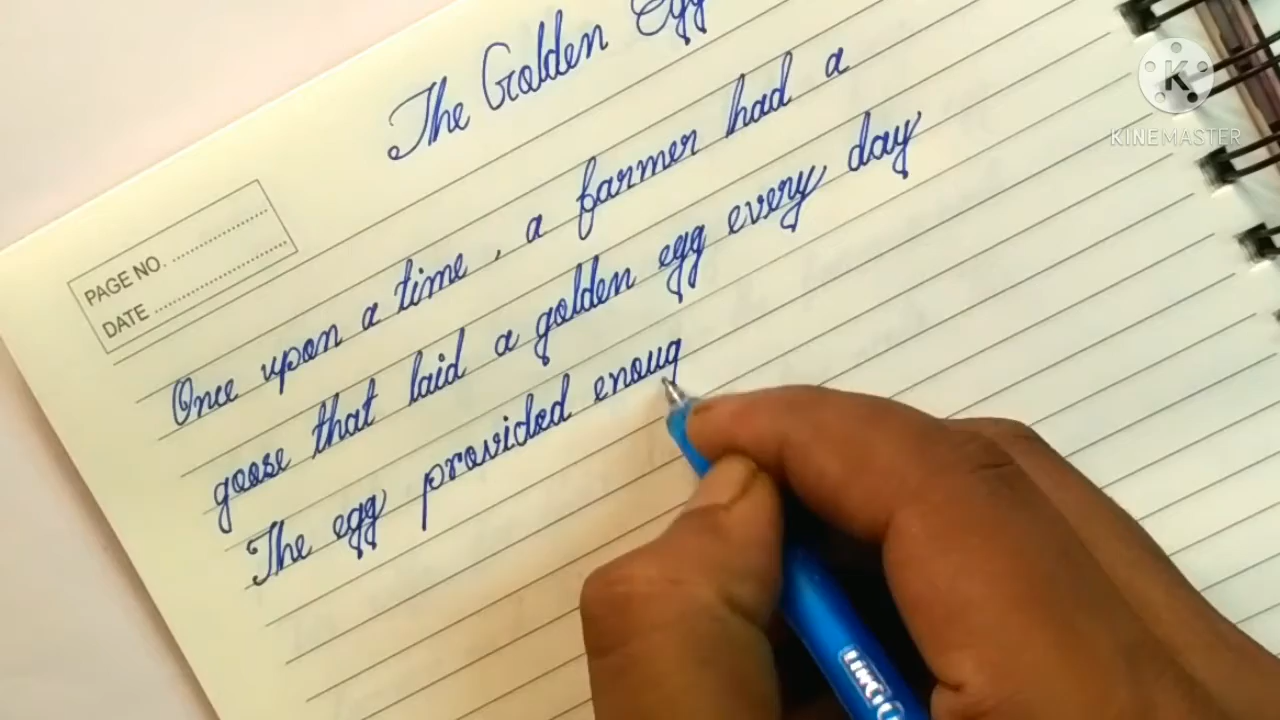 The Golden Egg
PAGE NO. ....................
DATE ........................
Once upon a time, a farmer had a
goose that laid a golden egg every day
The egg provided enoug
KINEMASTER
LINC